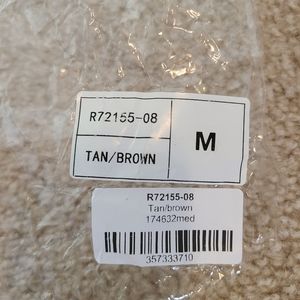 R72155-08
TAN/BROWN
M
R72155-08
Tan/brown
174632med
357333710